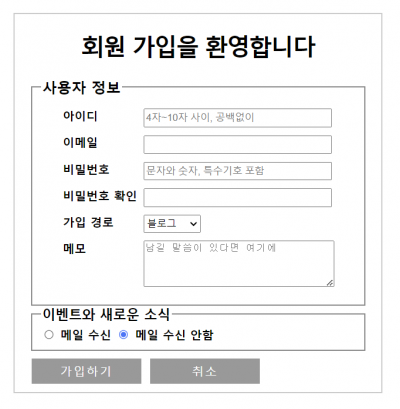 회원 가입을 환영합니다
사용자 정보
아이디 4자~10자 사이, 공백없이
이메일
비밀번호 문자와 숫자, 특수기호 포함
비밀번호 확인
가입 경로 블로그
메모 남길 말씀이 있다면 여기에
이벤트와 새로운 소식
메일 수신 메일 수신 안함
가입하기 취소